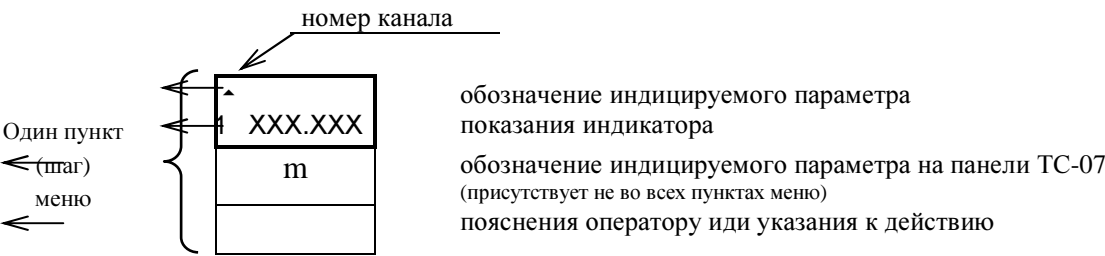 номер канала
обозначение индицируемого параметра
1 XXX.XXX показания индикатора
Один пункт
(шаг)
меню
m обозначение индицируемого параметра на панели ТС-07
(присутствует не во всех пунктах меню)
пояснения оператору иди указания к действию